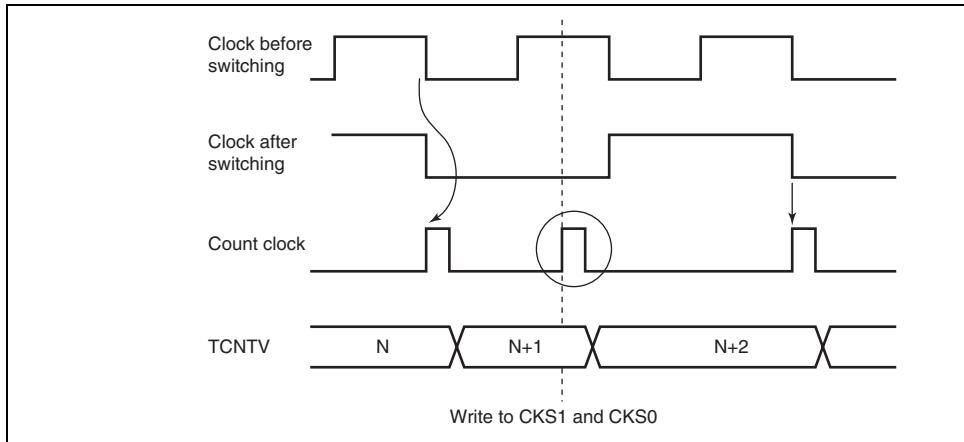 Clock before
switching
Clock after
switching
Count clock
TCNTV
N
N+1
N+2
Write to CKS1 and CKS0